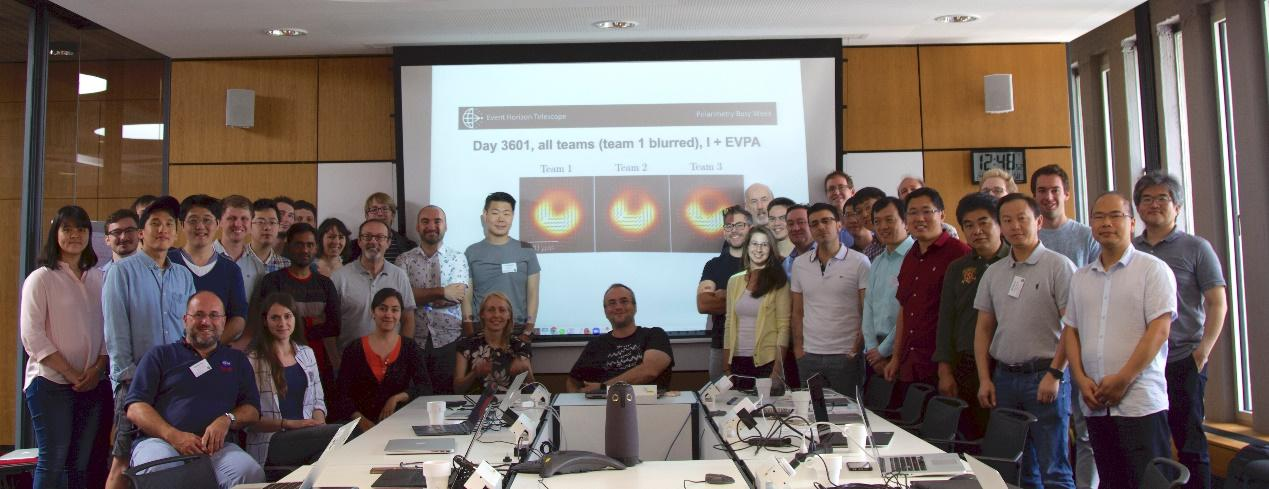 Event Horizon Telescope
Polarimetry Busy Week
Day 3601, all teams (team 1 blurred), I + EVPA
Team 1
Team 2
Team 3
12:48